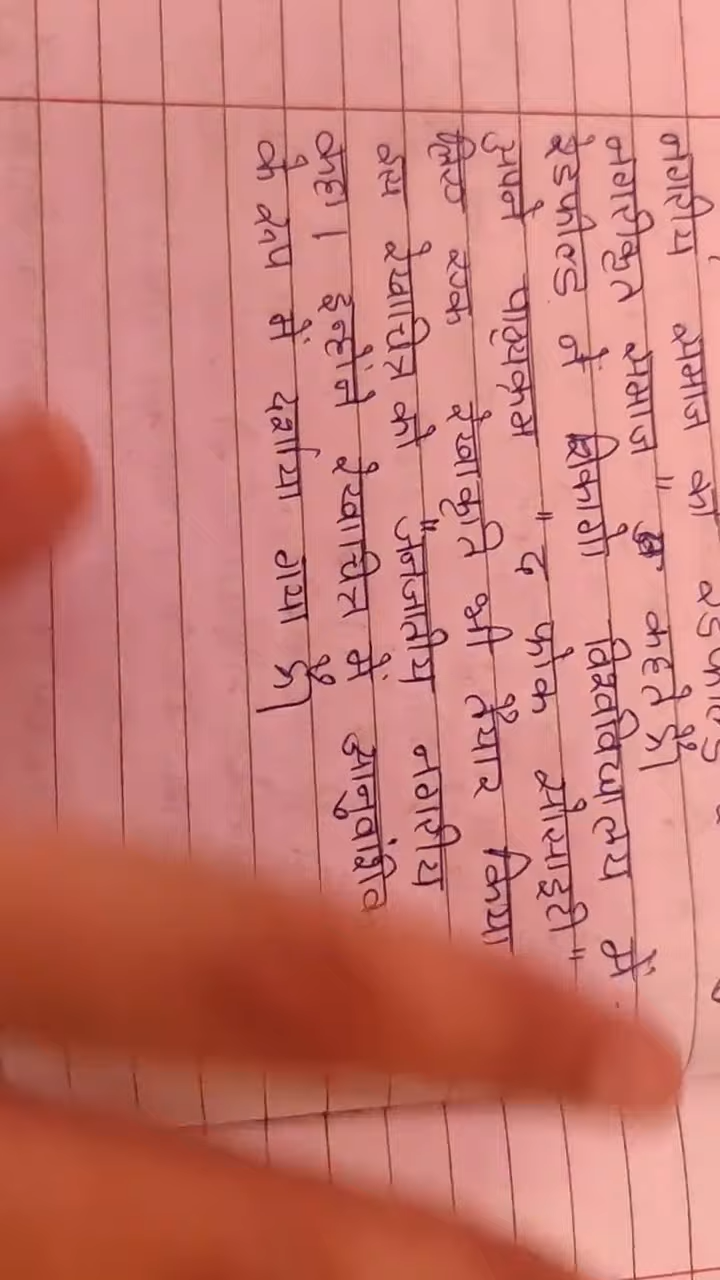 नगरीय समाज को रेडफील्ड
नगरीकृत समाज" कहते हैं।
रेडफील्ड ने शिकागो विश्वविद्यालय में
अपने पाठ्यक्रम "द फोक सोसाइटी"
लिए एक रेखाकृति भी तैयार किया
इस रेखाचित्र को "जनजातीय नगरीय
कहा। इन्होंने रेखाचित्र में आनुवंशि
के रूप में दर्शाया गया है।